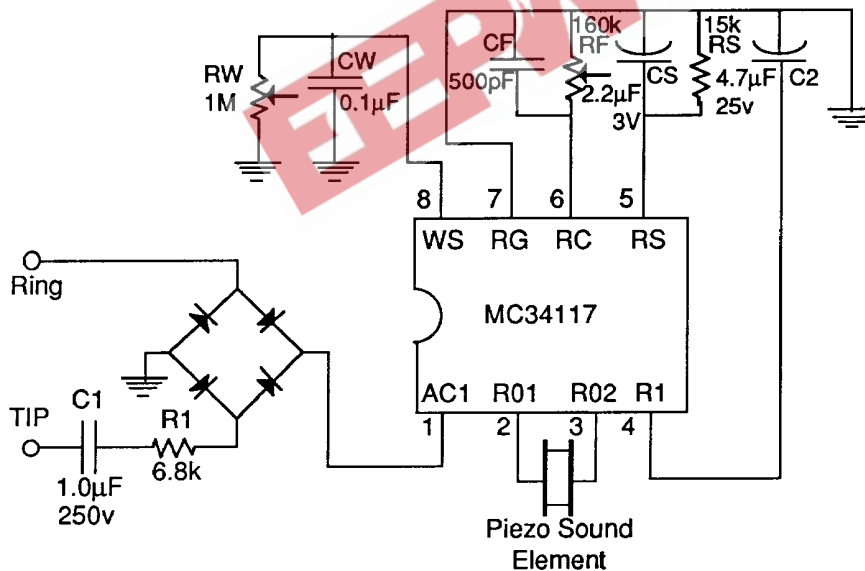 160k
15k
CF
RF
RS
CW
RW
500pF
CS
4.7µF
C2
1M
0.1µF
2.2µF
25v
3V
8
7
6
5
WS
RG
RC
RS
Ring
MC34117
TIP
C1
R1
AC1
R01
R02
R1
1
2
3
4
6.8k
1.0µF
250v
Piezo Sound
Element